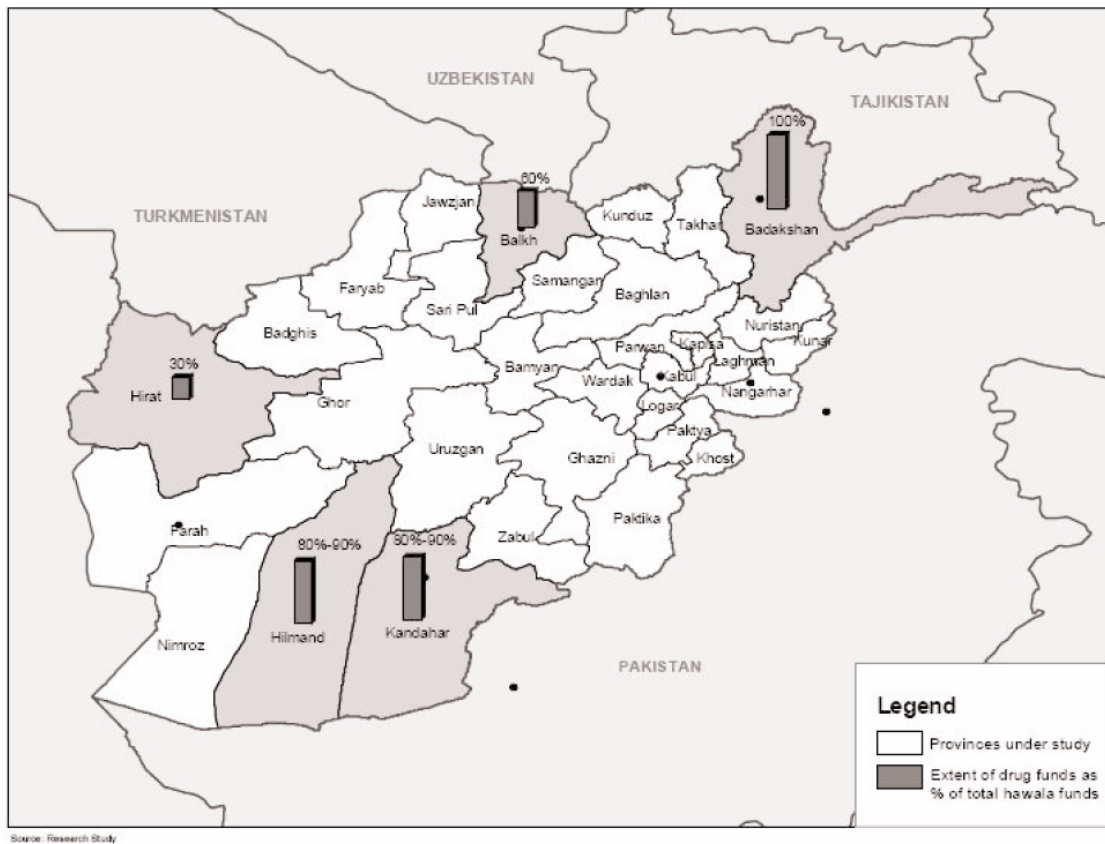 UZBEKISTAN
TAJIKISTAN
100%
60%
Jawzjan
Kunduz
Takhar
TURKMENISTAN
Balkh
Badakshan
Samangan
Faryab
Baghlan
Sari Pul
Badghis
Nuristan
Kapisa
Kunar
Parwan
Laghman
30%
Bamyan
Kabul
Hirat
Wardak
Nangarhar
Ghor
Logar
Paktya
Uruzgan
Ghazni
Khost
Paktika
Farah
Zabul
80%-90%
80%-90%
Hilmand
Kandahar
Nimroz
PAKISTAN
Legend
Provinces under study
Extent of drug funds as
% of total hawala funds
Source: Research Study